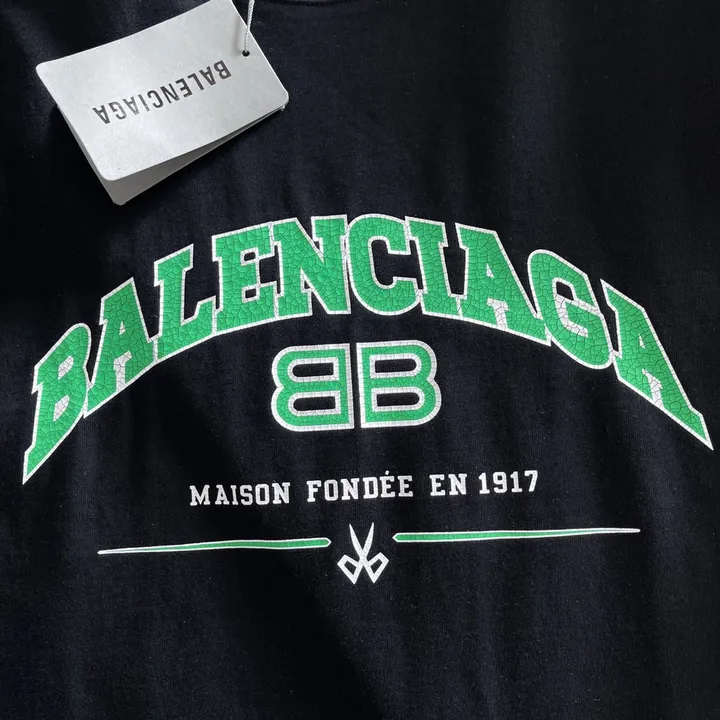 BALENCIAGA
BALENCIAGA
BB
MAISON FONDÉE EN 1917